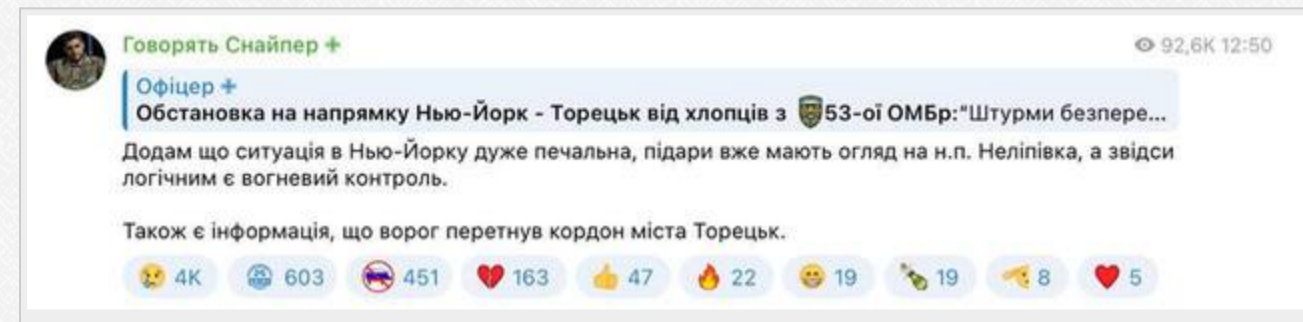 Говорять Снайпер +
92,6K 12:50
Офіцер +
Обстановка на напрямку Нью-Йорк - Торецьк від хлопців з 53-ої ОМБр:"Штурми безпере...
Додам що ситуація в Нью-Йорку дуже печальна, підари вже мають огляд на н.п. Неліпівка, а звідси
логічним є вогневий контроль.
Також є інформація, що ворог перетнув кордон міста Торецьк.
4K 603 451 163 47 22 19 19 8 5